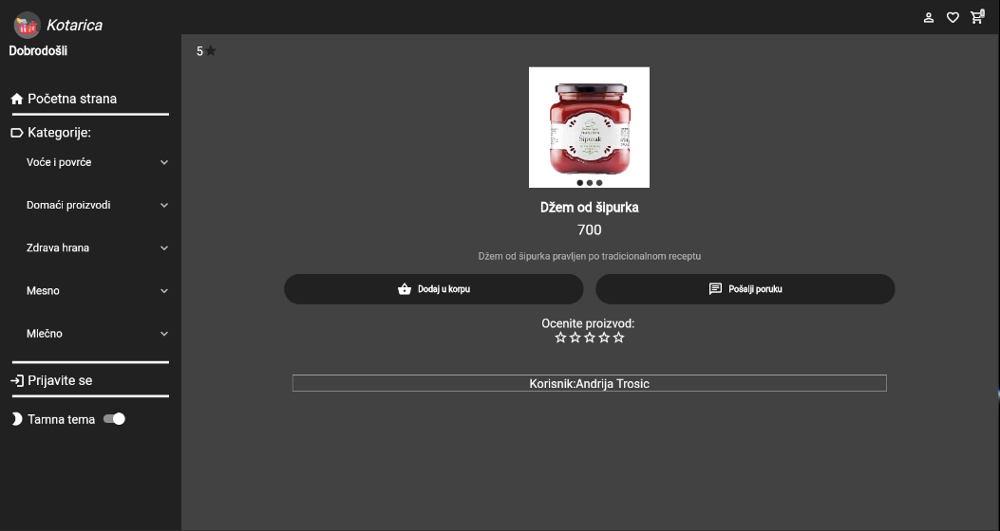 Kotarica
Dobrodošli
Početna strana
Kategorije:
Voće i povrće
Domaći proizvodi
Zdrava hrana
Mesno
Mlečno
Prijavite se
Tamna tema
5
Šipurak
Džem od šipurka
700
Džem od šipurka pravljen po tradicionalnom receptu
Dodaj u korpu
Pošalji poruku
Ocenite proizvod:
Korisnik:Andrija Trosic